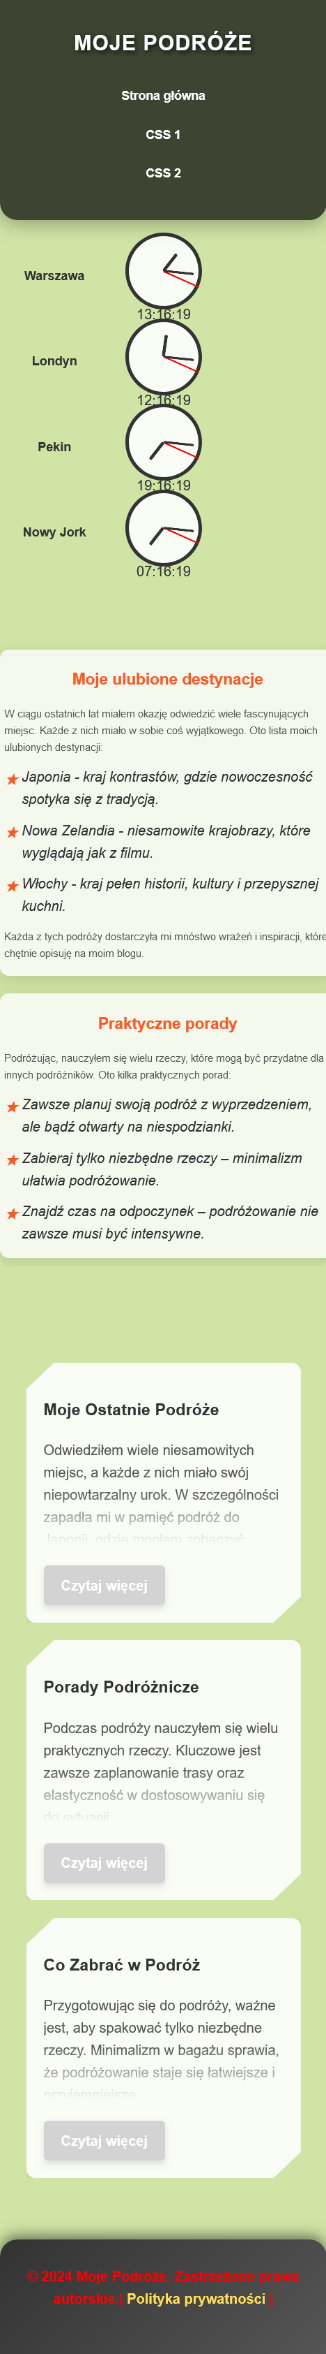 MOJE PODRÓŻE
Strona główna
CSS 1
CSS 2
Warszawa
13:16:19
Londyn
12:16:19
Pekin
19:16:19
Nowy Jork
07:16:19
Moje ulubione destynacje
W ciągu ostatnich lat miałem okazję odwiedzić wiele fascynujących
miejsc. Każde z nich miało w sobie coś wyjątkowego. Oto lista moich
ulubionych destynacji:
★ Japonia - kraj kontrastów, gdzie nowoczesność
spotyka się z tradycją.
★ Nowa Zelandia - niesamowite krajobrazy, które
wyglądają jak z filmu.
★ Włochy - kraj pełen historii, kultury i przepysznej
kuchni.
Każda z tych podróży dostarczyła mi mnóstwo wrażeń i inspiracji, które
chętnie opisuję na moim blogu.
Praktyczne porady
Podróżując, nauczyłem się wielu rzeczy, które mogą być przydatne dla
innych podróżników. Oto kilka praktycznych porad:
★ Zawsze planuj swoją podróż z wyprzedzeniem,
ale bądź otwarty na niespodzianki.
★ Zabieraj tylko niezbędne rzeczy – minimalizm
ułatwia podróżowanie.
★ Znajdź czas na odpoczynek – podróżowanie nie
zawsze musi być intensywne.
Moje Ostatnie Podróże
Odwiedziłem wiele niesamowitych
miejsc, a każde z nich miało swój
niepowtarzalny urok. W szczególności
zapadła mi w pamięć podróż do
Japonii, gdzie mogłem zobaczyć
Czytaj więcej
Porady Podróżnicze
Podczas podróży nauczyłem się wielu
praktycznych rzeczy. Kluczowe jest
zawsze zaplanowanie trasy oraz
elastyczność w dostosowywaniu się
do sytuacji.
Czytaj więcej
Co Zabrać w Podróż
Przygotowując się do podróży, ważne
jest, aby spakować tylko niezbędne
rzeczy. Minimalizm w bagażu sprawia,
że podróżowanie staje się łatwiejsze i
przyjemniejsze.
Czytaj więcej
© 2024 Moje Podróże. Zastrzeżone prawa
autorskie.| Polityka prywatności |